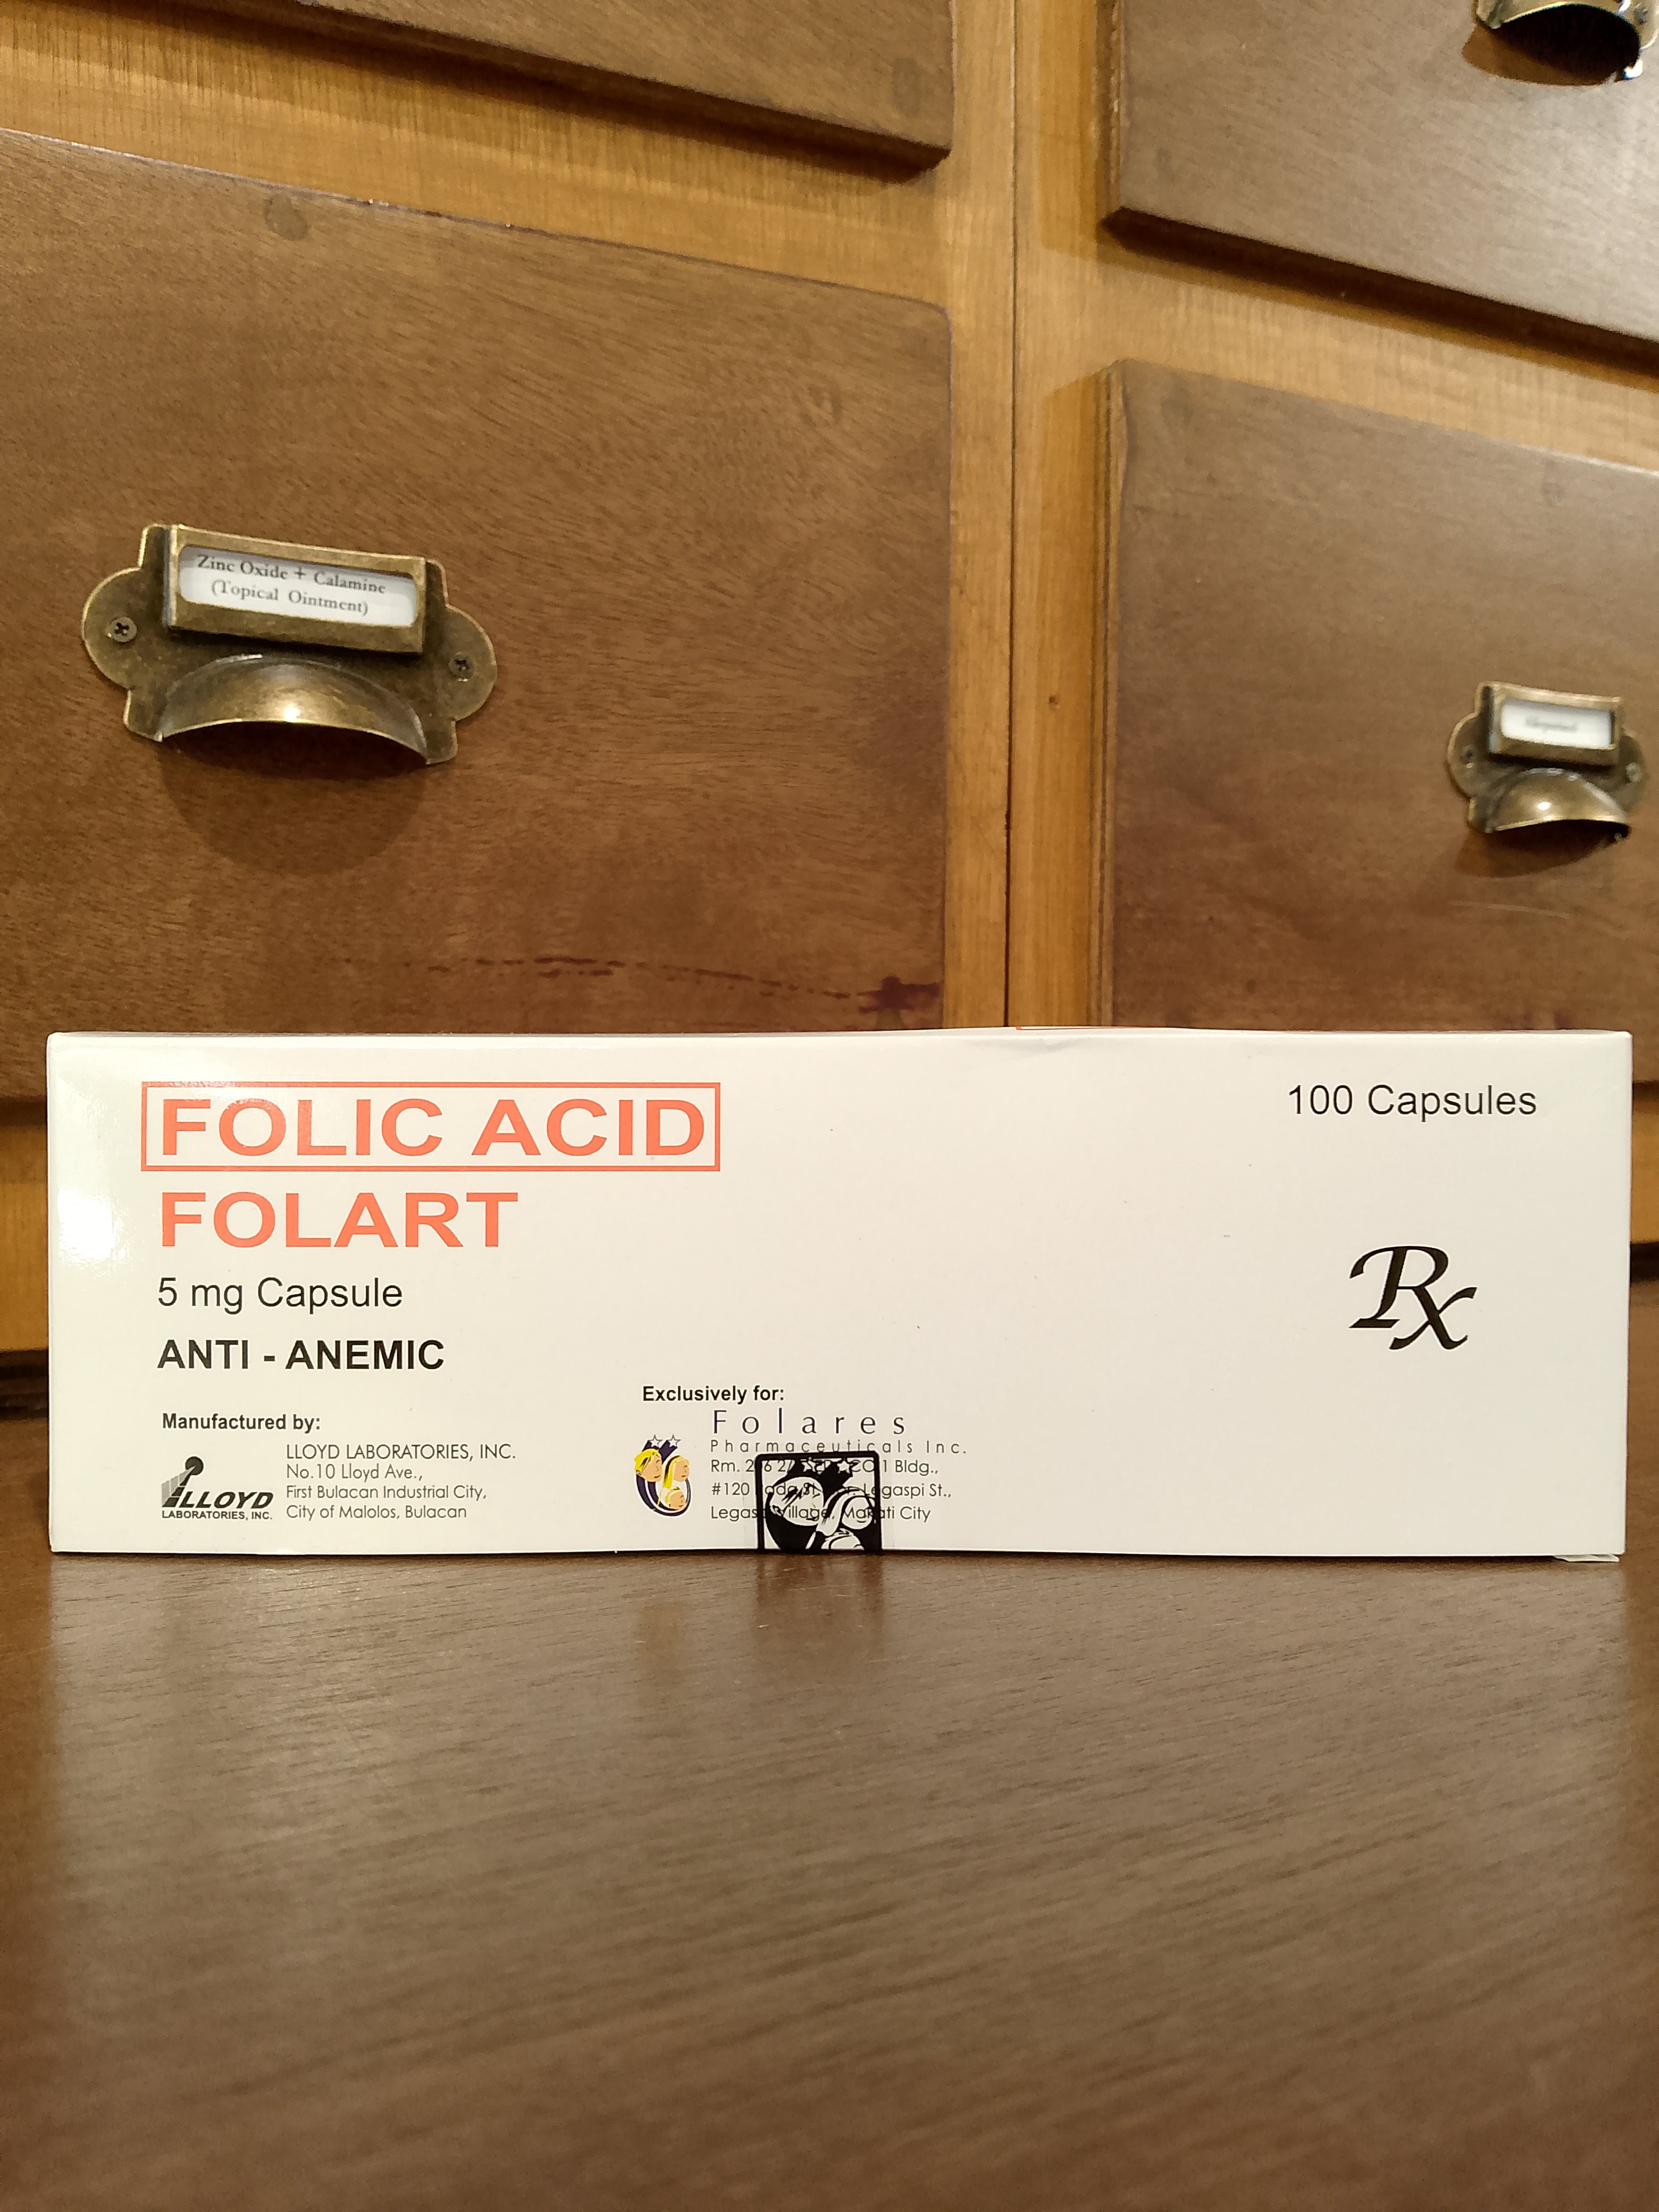 Zinc Oxide + Calamine
(Topical Ointment)
FOLIC ACID
FOLART
5 mg Capsule
ANTI - ANEMIC
100 Capsules
Rx
Manufactured by:
LLOYD
LABORATORIES, INC.
LLOYD LABORATORIES, INC.
No.10 Lloyd Ave.,
First Bulacan Industrial City,
City of Malolos, Bulacan
Exclusively for:
Folares
Pharmaceuticals Inc.
Rm. Bldg.,
#120 Legaspi St.,
Legaspi Village, Makati City